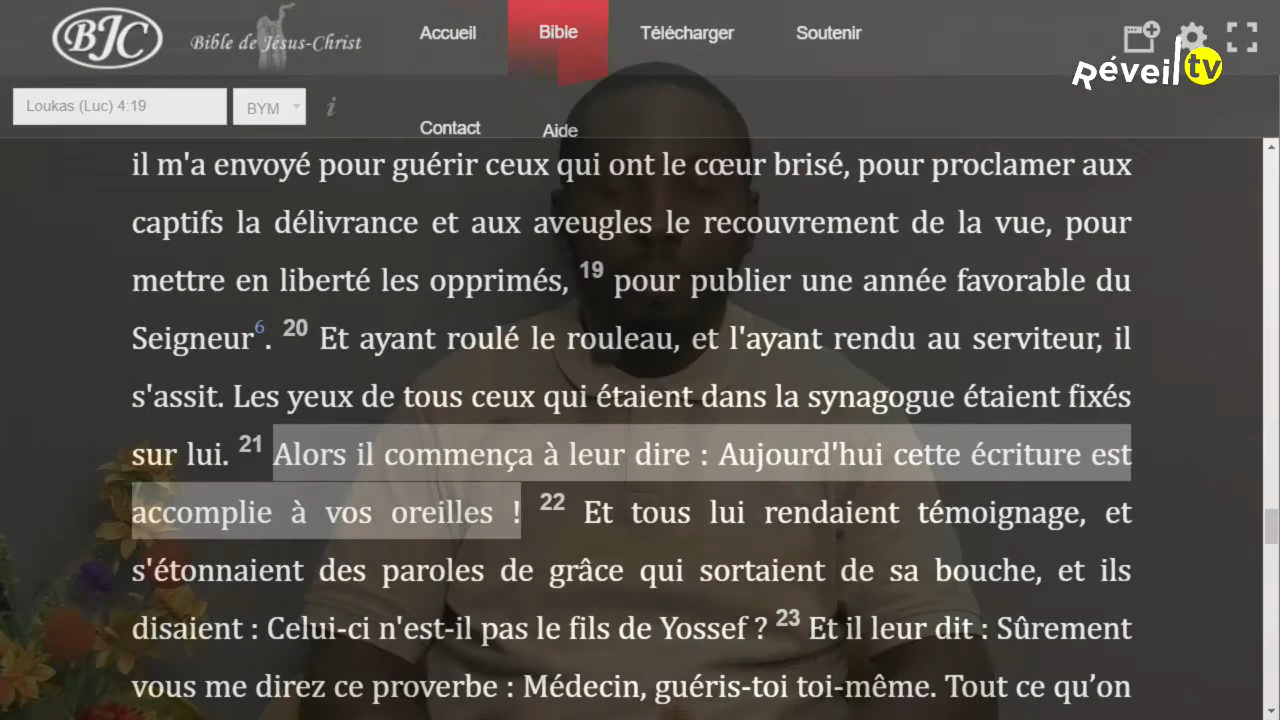 BJC Bible de Jésus-Christ Accueil Bible Télécharger Soutenir
Réveil tv
Loukas (Luc) 4:19 BYM i
Contact Aide
il m'a envoyé pour guérir ceux qui ont le cœur brisé, pour proclamer aux
captifs la délivrance et aux aveugles le recouvrement de la vue, pour
mettre en liberté les opprimés, 19 pour publier une année favorable du
Seigneur6. 20 Et ayant roulé le rouleau, et l'ayant rendu au serviteur, il
s'assit. Les yeux de tous ceux qui étaient dans la synagogue étaient fixés
sur lui. 21 Alors il commença à leur dire : Aujourd'hui cette écriture est
accomplie à vos oreilles ! 22 Et tous lui rendaient témoignage, et
s'étonnaient des paroles de grâce qui sortaient de sa bouche, et ils
disaient : Celui-ci n'est-il pas le fils de Yossef ? 23 Et il leur dit : Sûrement
vous me direz ce proverbe : Médecin, guéris-toi toi-même. Tout ce qu’on